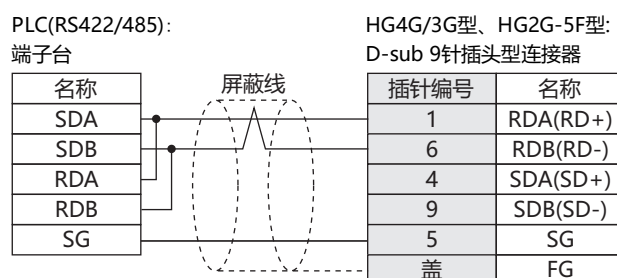 PLC(RS422/485):
端子台
HG4G/3G型、HG2G-5F型:
D-sub 9针插头型连接器
名称
屏蔽线
插针编号 名称
SDA 1 RDA(RD+)
SDB 6 RDB(RD-)
RDA 4 SDA(SD+)
RDB 9 SDB(SD-)
SG 5 SG
盖 FG